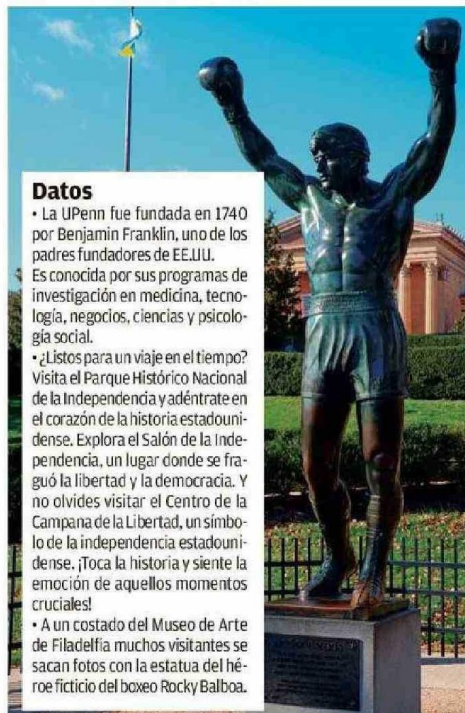 Datos
• La UPenn fue fundada en 1740
por Benjamin Franklin, uno de los
padres fundadores de EE.UU.
Es conocida por sus programas de
investigación en medicina, tecno-
logía, negocios, ciencias y psicolo-
gía social.
• ¿Listos para un viaje en el tiempo?
Visita el Parque Histórico Nacional
de la Independencia y adéntrate en
el corazón de la historia estadouni-
dense. Explora el Salón de la Inde-
pendencia, un lugar donde se fra-
guó la libertad y la democracia. Y
no olvides visitar el Centro de la
Campana de la Libertad, un símbo-
lo de la independencia estadouni-
dense. ¡Toca la historia y siente la
emoción de aquellos momentos
cruciales!
• A un costado del Museo de Arte
de Filadelfia muchos visitantes se
sacan fotos con la estatua del hé-
roe ficticio del boxeo Rocky Balboa.